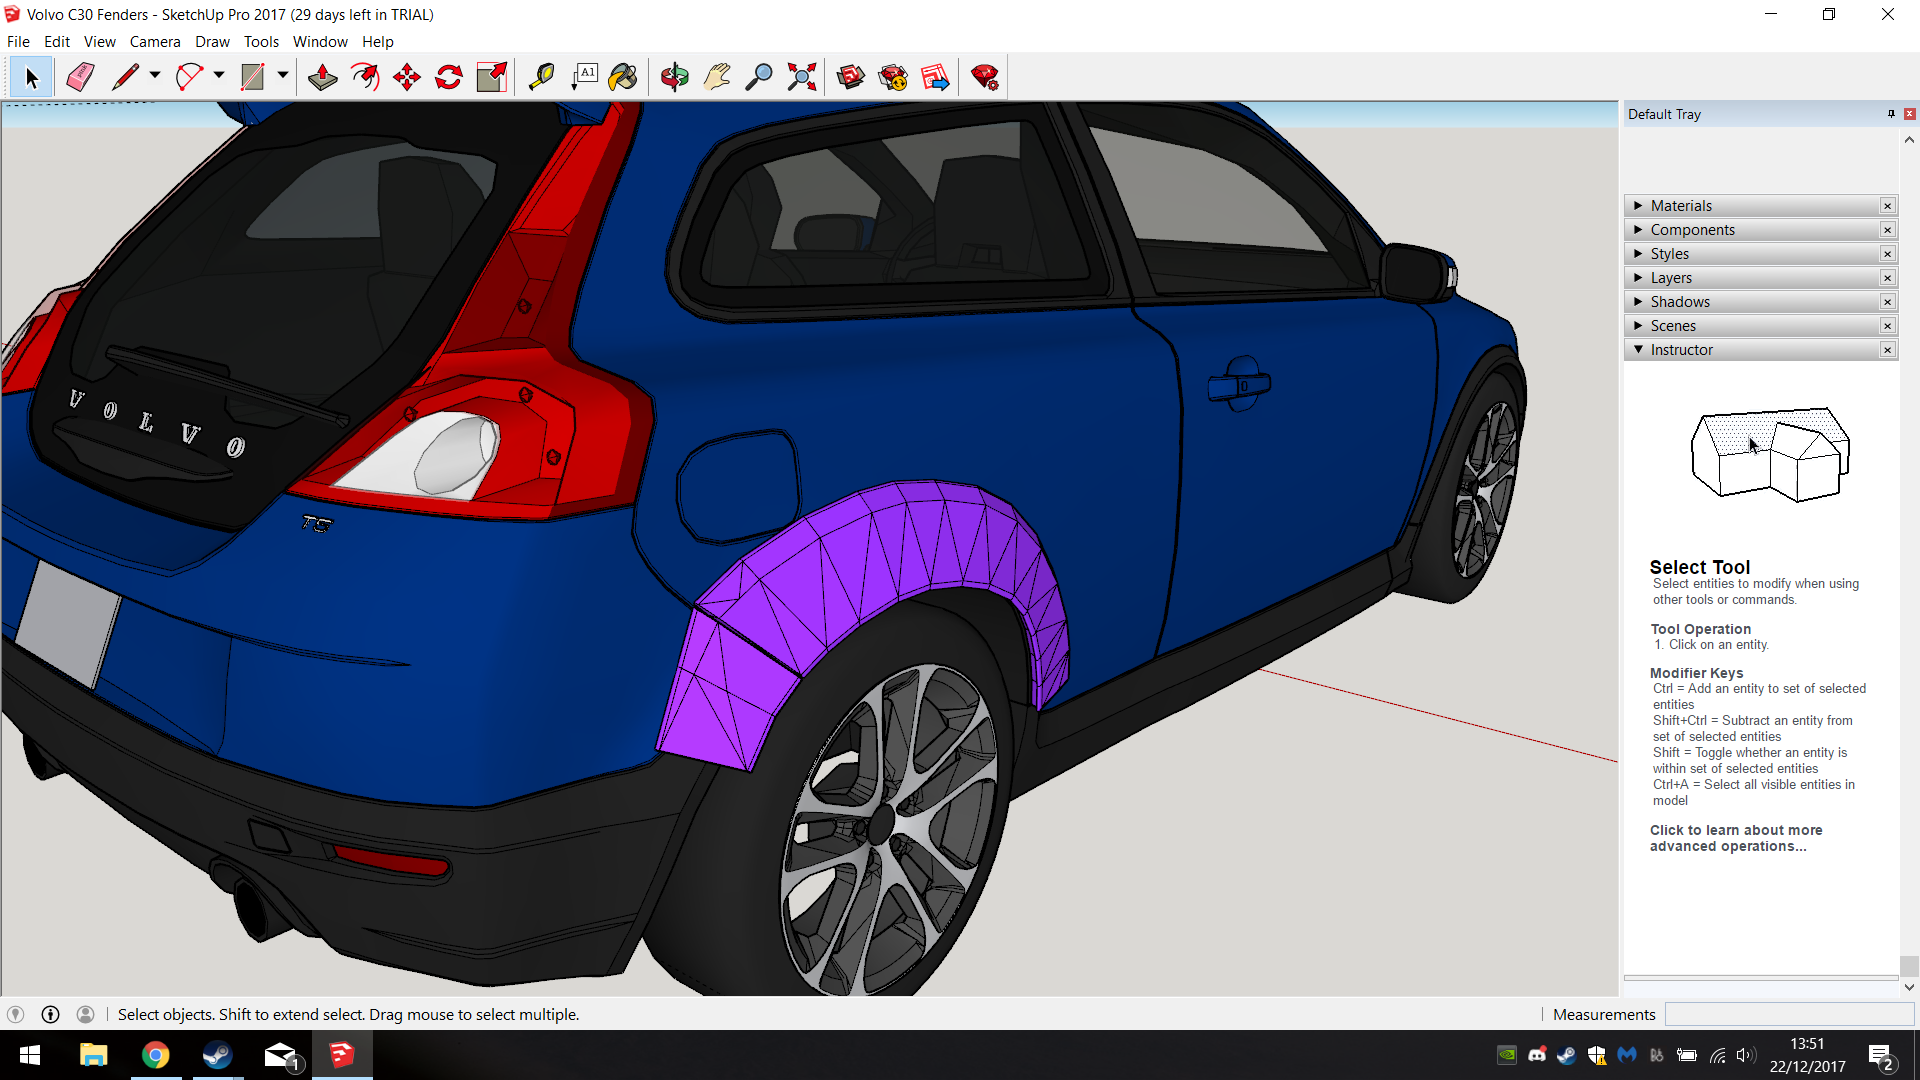 Volvo C30 Fenders - SketchUp Pro 2017 (29 days left in TRIAL)
File Edit View Camera Draw Tools Window Help
A1
Default Tray
Materials
Components
Styles
Layers
Shadows
Scenes
Instructor
VOLVO
T5
Select Tool
Select entities to modify when using
other tools or commands.
Tool Operation
1. Click on an entity.
Modifier Keys
Ctrl = Add an entity to set of selected
entities
Shift+Ctrl = Subtract an entity from
set of selected entities
Shift = Toggle whether an entity is
within set of selected entities
Ctrl+A = Select all visible entities in
model
Click to learn about more
advanced operations...
Select objects. Shift to extend select. Drag mouse to select multiple.
Measurements
1
13:51
22/12/2017
2